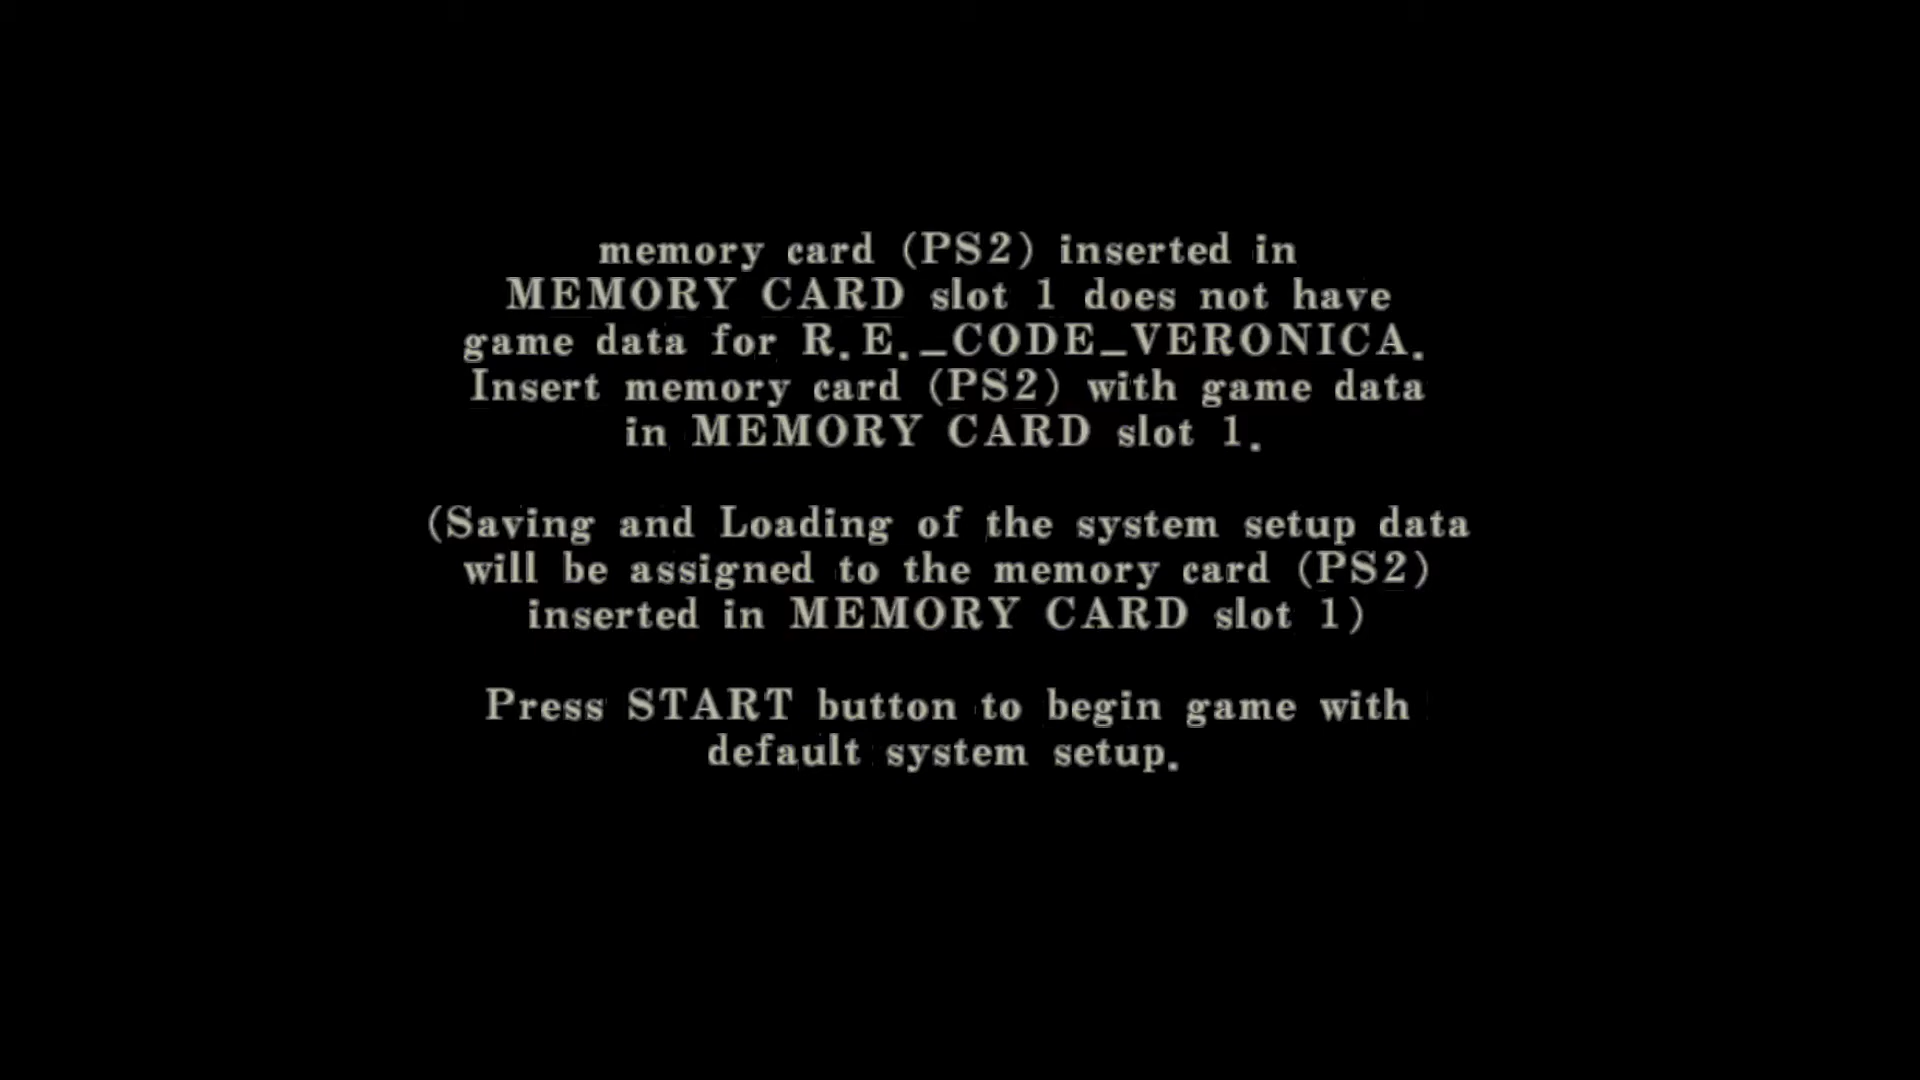 memory card (PS2) inserted in
MEMORY CARD slot 1 does not have
game data for R.E._CODE_VERONICA.
Insert memory card (PS2) with game data
in MEMORY CARD slot 1.
(Saving and Loading of the system setup data
will be assigned to the memory card (PS2)
inserted in MEMORY CARD slot 1)
Press START button to begin game with
default system setup.